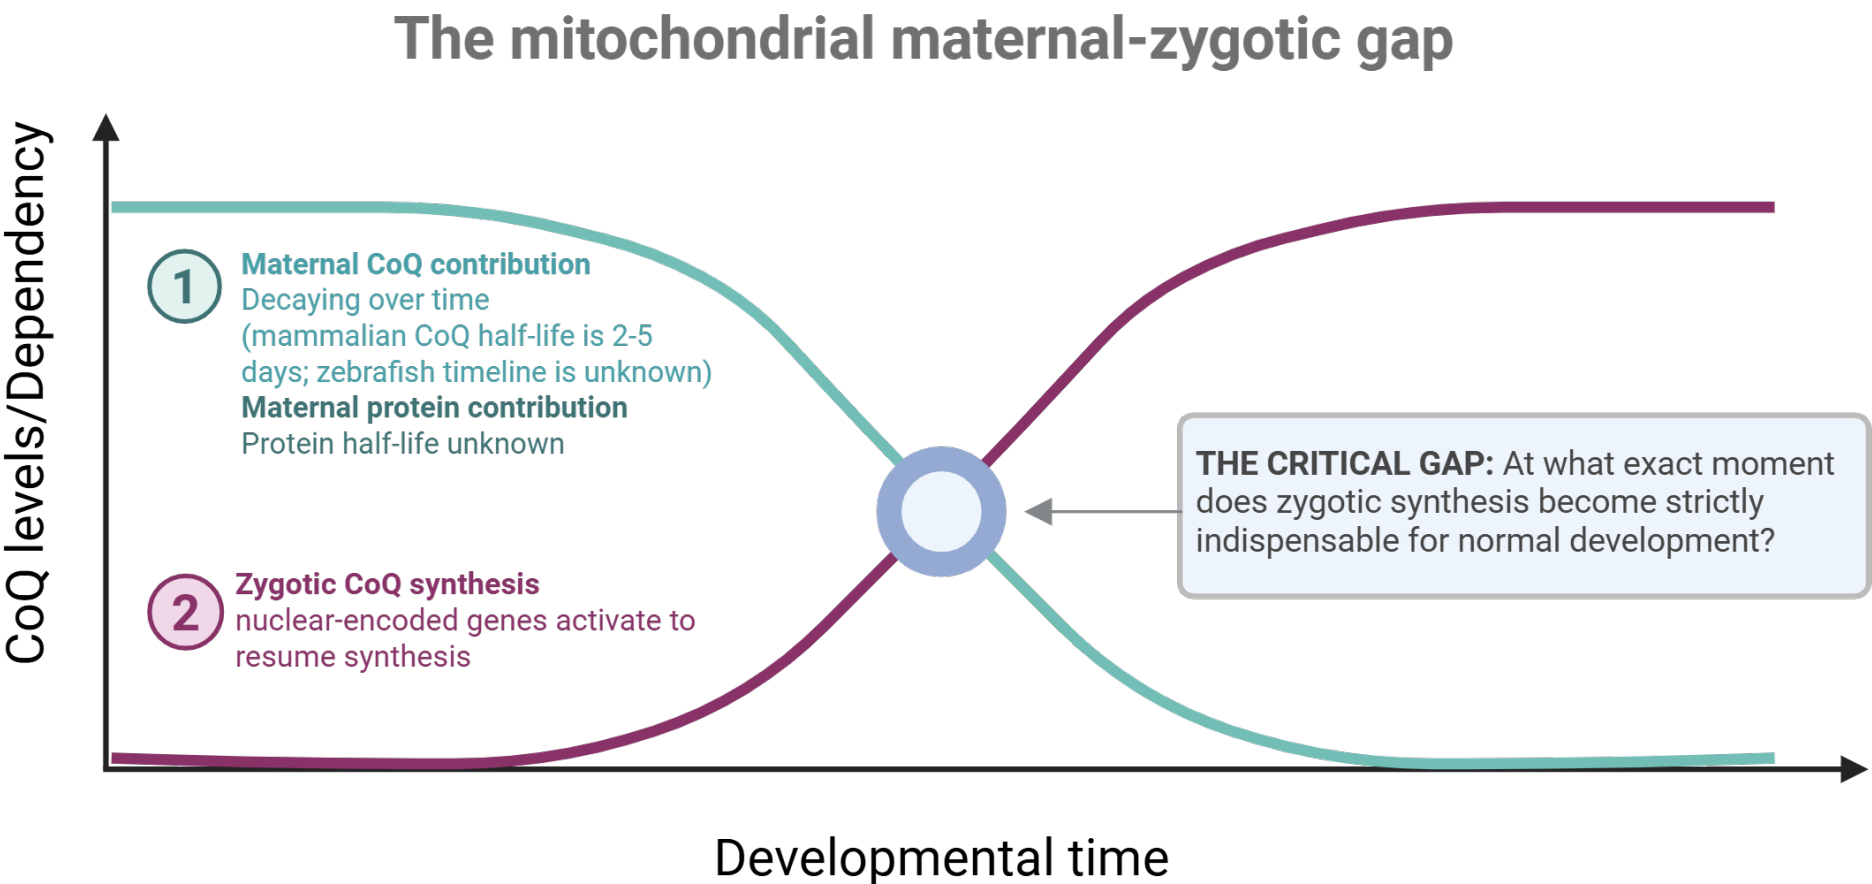 The mitochondrial maternal-zygotic gap
CoQ levels/Dependency
1
Maternal CoQ contribution
Decaying over time
(mammalian CoQ half-life is 2-5
days; zebrafish timeline is unknown)
Maternal protein contribution
Protein half-life unknown
THE CRITICAL GAP: At what exact moment
does zygotic synthesis become strictly
indispensable for normal development?
2
Zygotic CoQ synthesis
nuclear-encoded genes activate to
resume synthesis
Developmental time